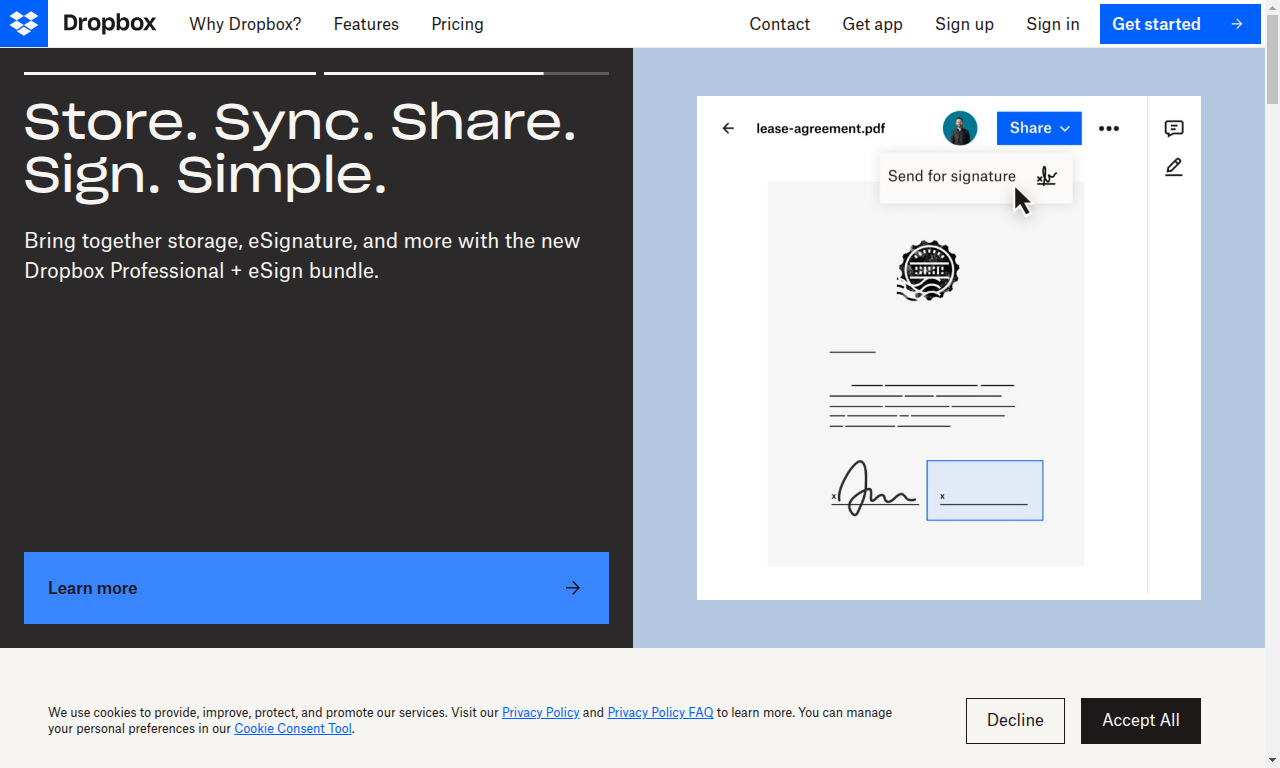 Dropbox
Why Dropbox?
Features
Pricing
Contact
Get app
Sign up
Sign in
Get started
Store. Sync. Share.
Sign. Simple.
Bring together storage, eSignature, and more with the new
Dropbox Professional + eSign bundle.
Learn more
lease-agreement.pdf
Share
Send for signature
x
x
We use cookies to provide, improve, protect, and promote our services. Visit our Privacy Policy and Privacy Policy FAQ to learn more. You can manage
your personal preferences in our Cookie Consent Tool.
Decline
Accept All